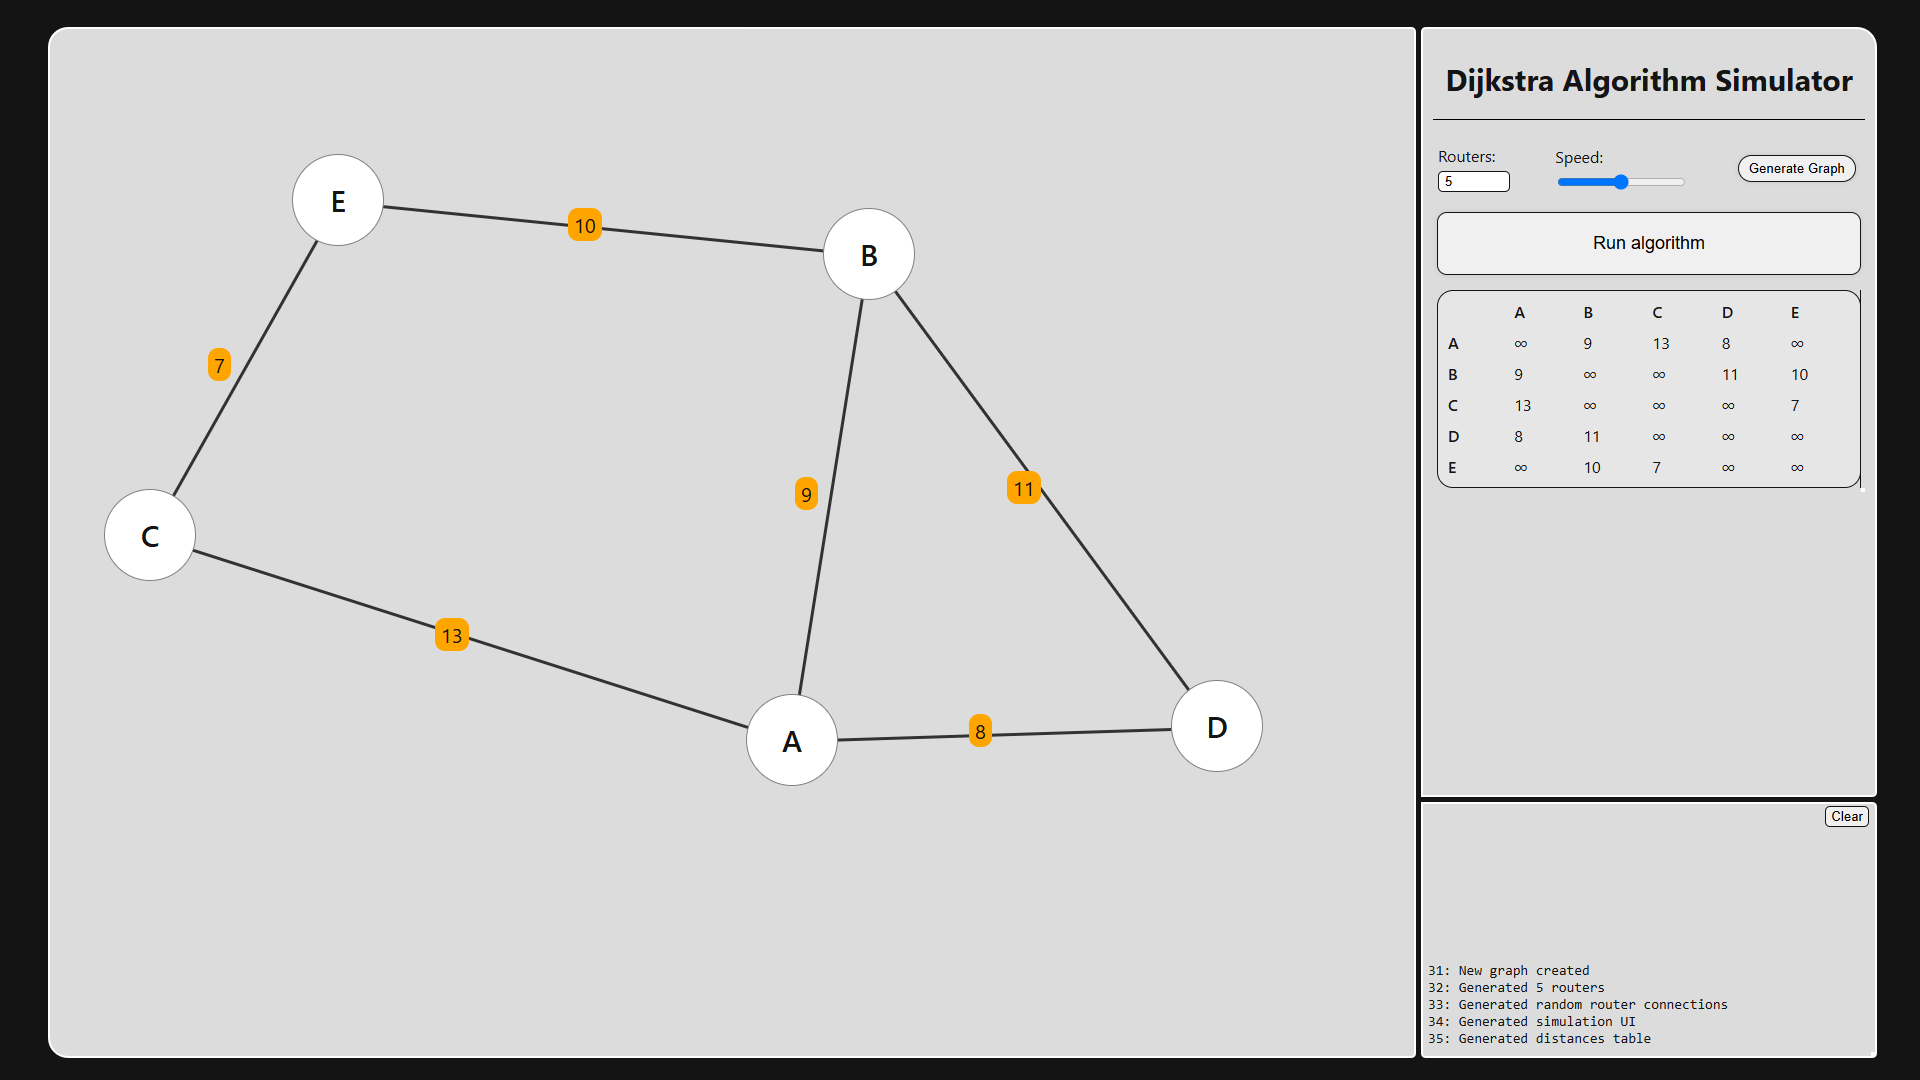 E
10
B
7
C
9
11
13
A
8
D
Dijkstra Algorithm Simulator
Routers:
5
Speed:
Generate Graph
Run algorithm
A B C D E
A ∞ 9 13 8 ∞
B 9 ∞ ∞ 11 10
C 13 ∞ ∞ ∞ 7
D 8 11 ∞ ∞ ∞
E ∞ 10 7 ∞ ∞
Clear
31: New graph created
32: Generated 5 routers
33: Generated random router connections
34: Generated simulation UI
35: Generated distances table